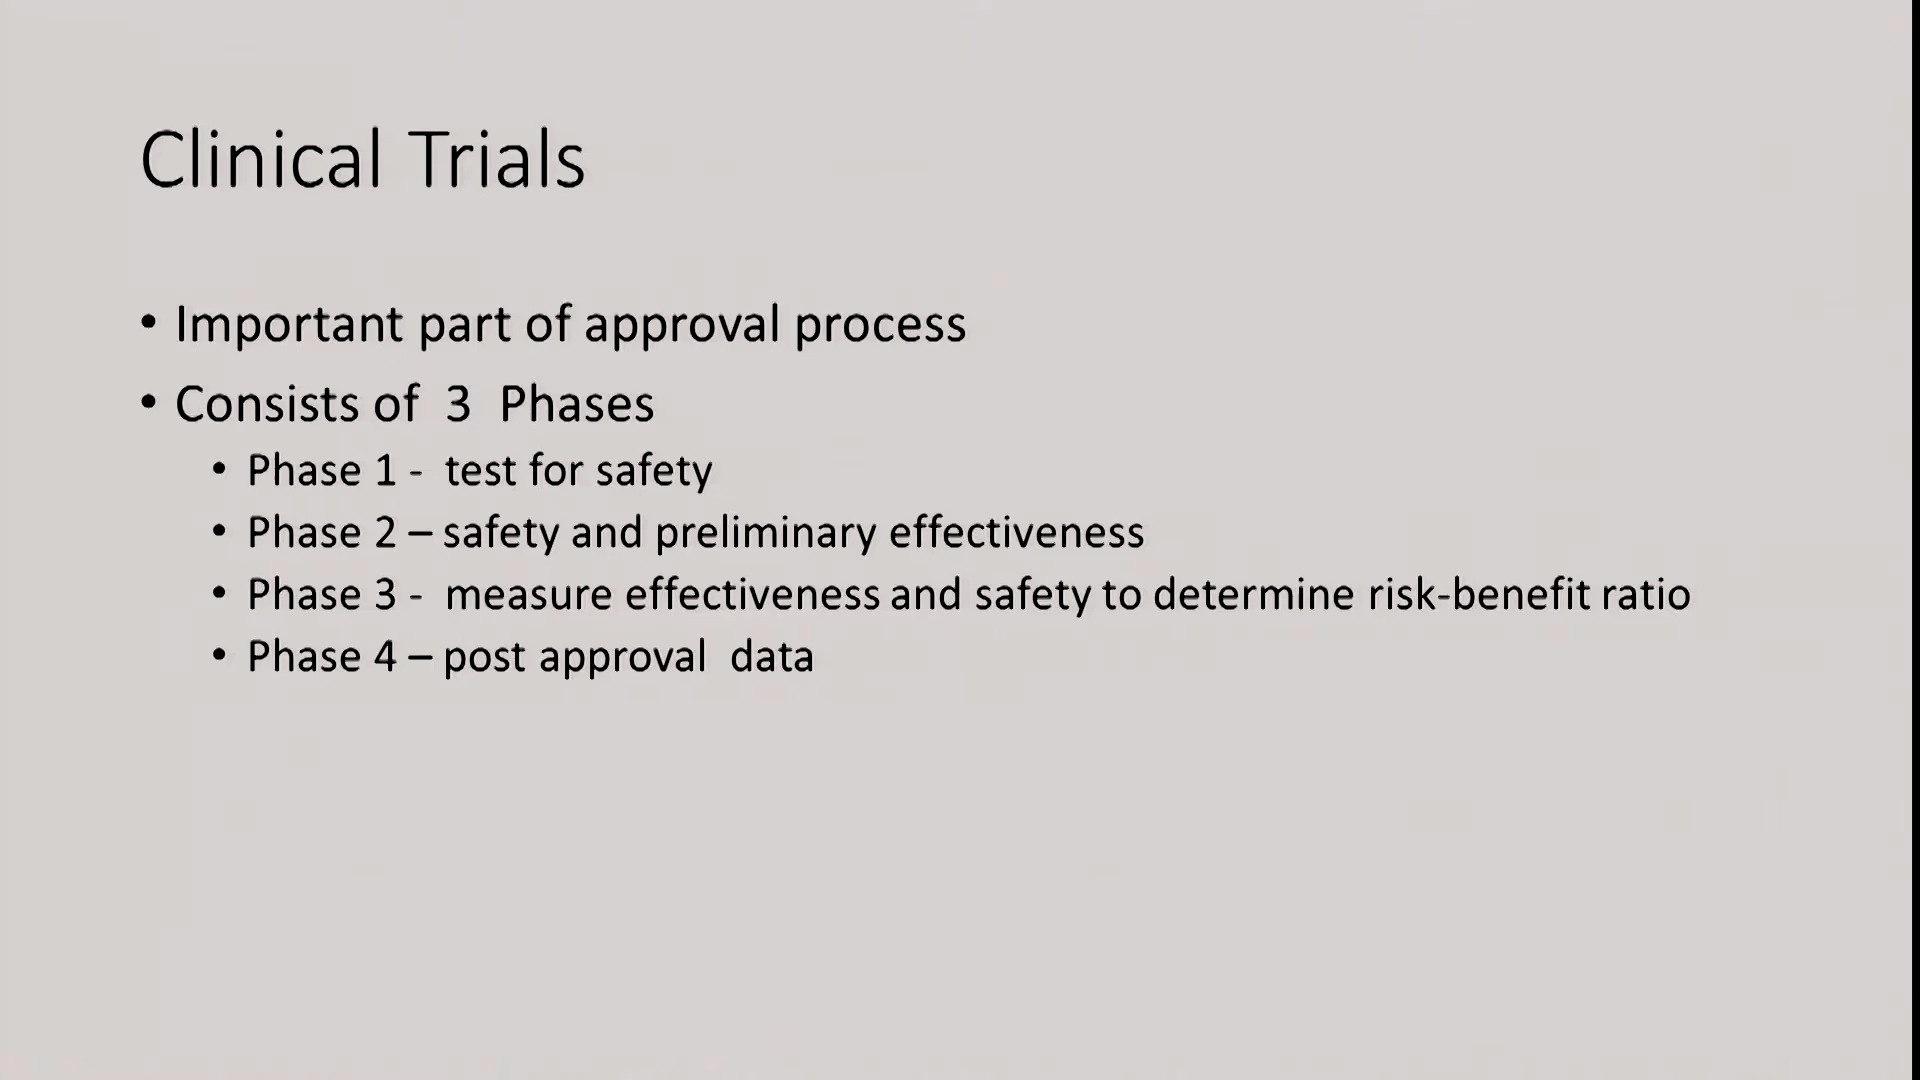 Clinical Trials
• Important part of approval process
• Consists of  3  Phases
• Phase 1 -  test for safety
• Phase 2 – safety and preliminary effectiveness
• Phase 3 -  measure effectiveness and safety to determine risk-benefit ratio
• Phase 4 – post approval  data